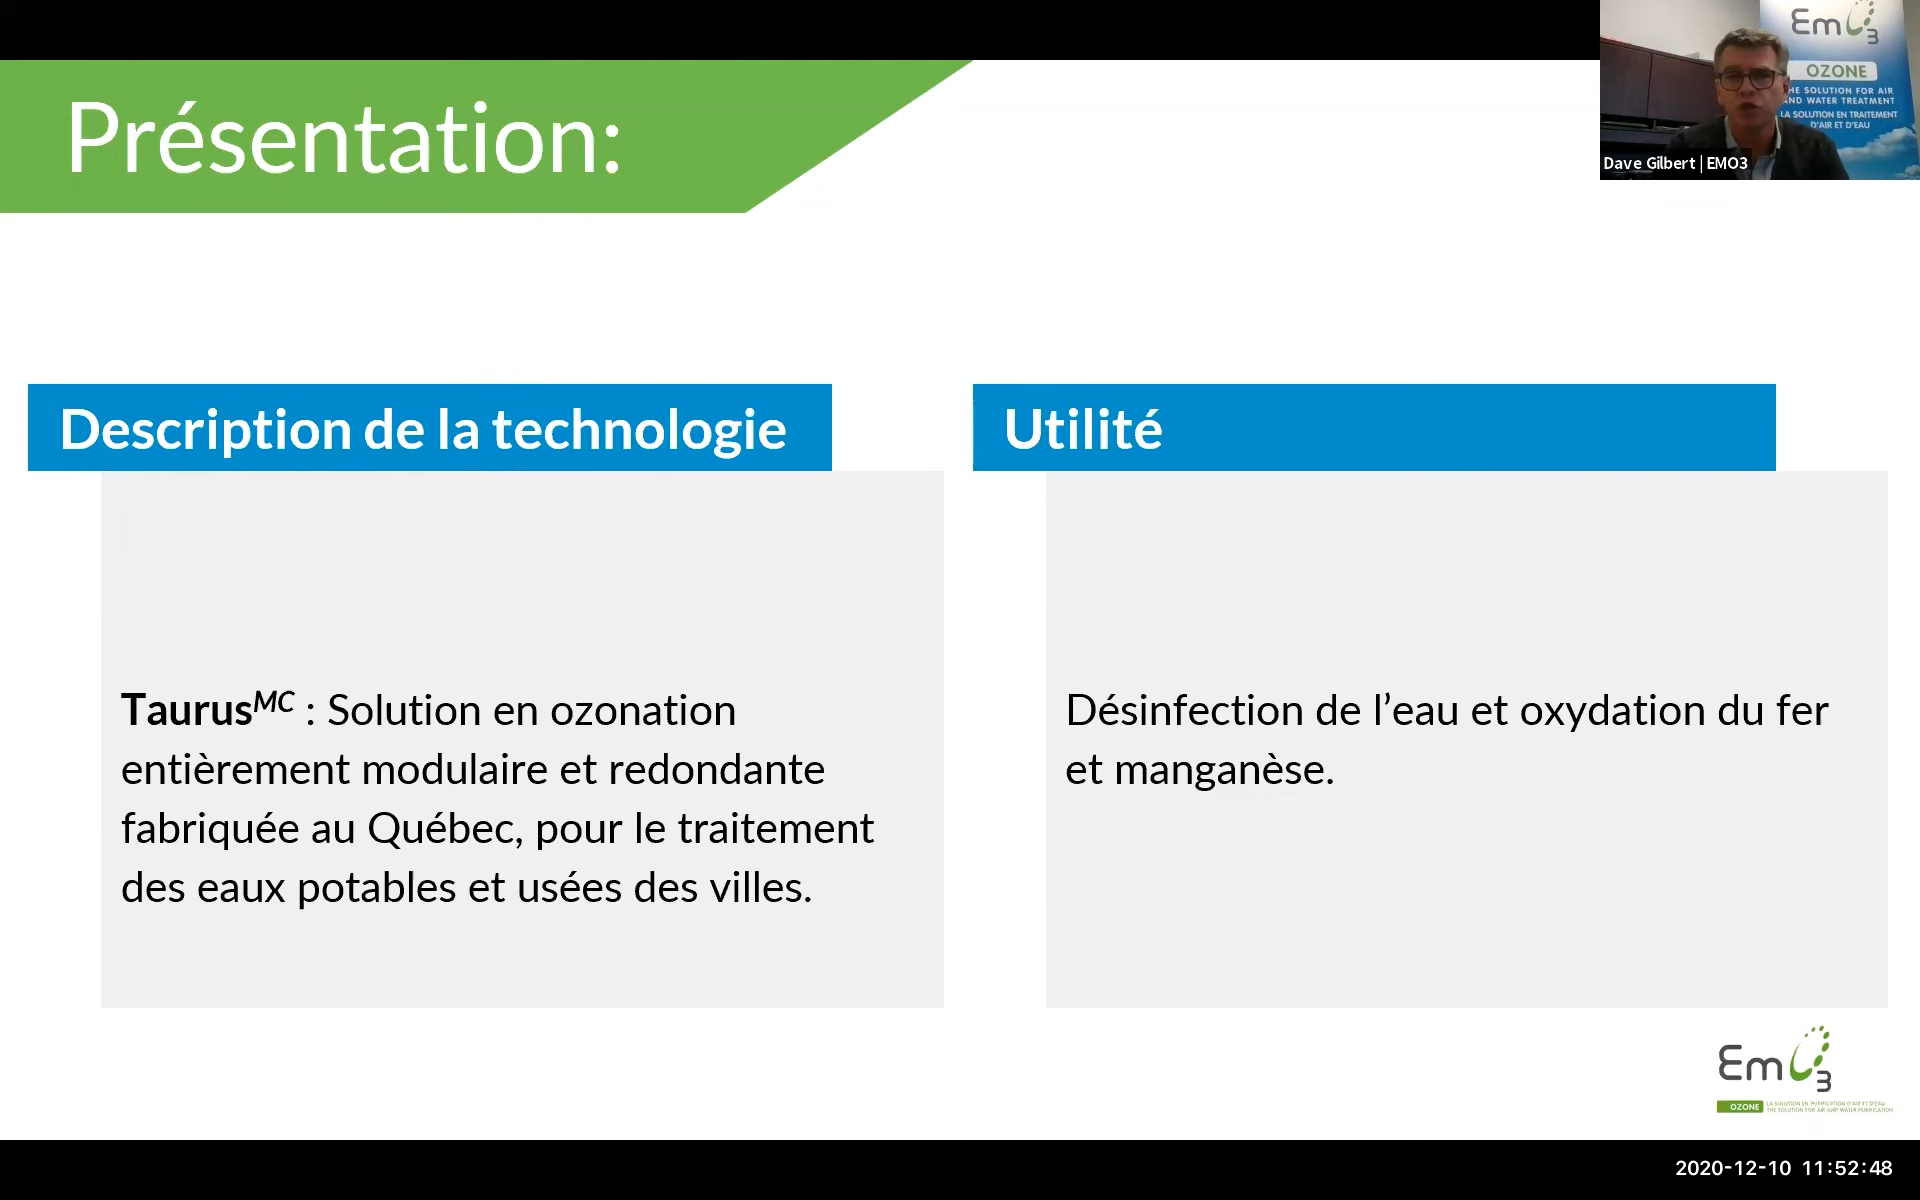 Présentation:
EmO3
OZONE
THE SOLUTION FOR AIR
AND WATER TREATMENT
LA SOLUTION EN TRAITEMENT
D'AIR ET D'EAU
Dave Gilbert | EMO3
Description de la technologie
Taurus MC : Solution en ozonation
entièrement modulaire et redondante
fabriquée au Québec, pour le traitement
des eaux potables et usées des villes.
Utilité
Désinfection de l’eau et oxydation du fer
et manganèse.
EmO3
OZONE
LA SOLUTION EN PURIFICATION D'AIR ET D'EAU
THE SOLUTION FOR AIR AND WATER PURIFICATION
2020-12-10 11:52:48